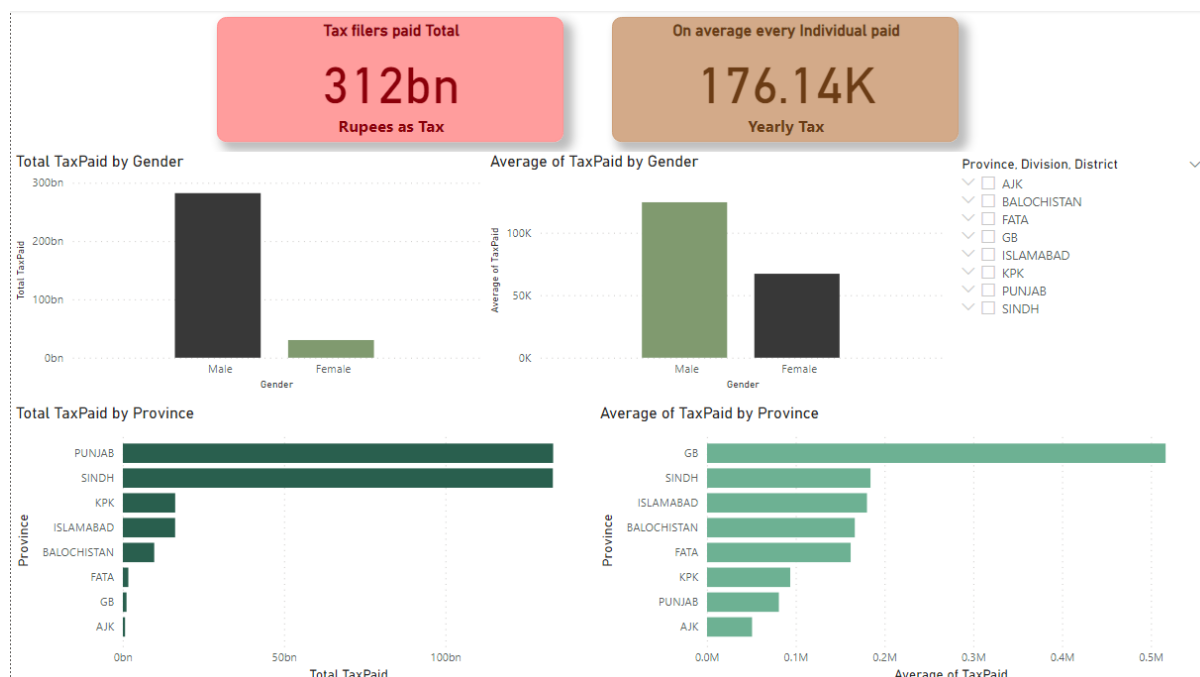 Tax filers paid Total
312bn
Rupees as Tax
On average every Individual paid
176.14K
Yearly Tax
Total TaxPaid by Gender
Total TaxPaid
300bn
200bn
100bn
0bn
Male
Female
Gender
Average of TaxPaid by Gender
Average of TaxPaid
100K
50K
0K
Male
Female
Gender
Province, Division, District
AJK
BALOCHISTAN
FATA
GB
ISLAMABAD
KPK
PUNJAB
SINDH
Total TaxPaid by Province
Province
PUNJAB
SINDH
KPK
ISLAMABAD
BALOCHISTAN
FATA
GB
AJK
0bn
50bn
100bn
Total TaxPaid
Average of TaxPaid by Province
Province
GB
SINDH
ISLAMABAD
BALOCHISTAN
FATA
KPK
PUNJAB
AJK
0.0M
0.1M
0.2M
0.3M
0.4M
0.5M
Average of TaxPaid